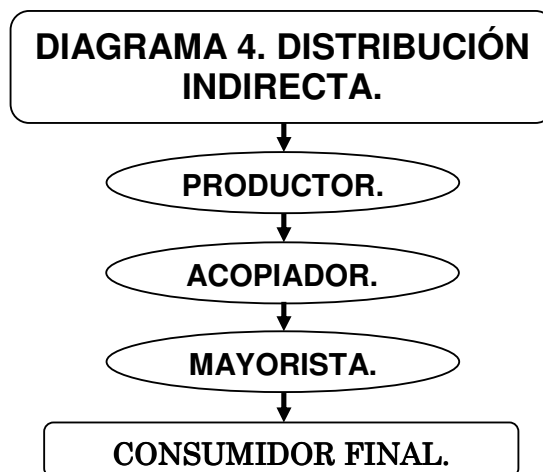 DIAGRAMA 4. DISTRIBUCIÓN
INDIRECTA.
PRODUCTOR.
ACOPIADOR.
MAYORISTA.
CONSUMIDOR FINAL.